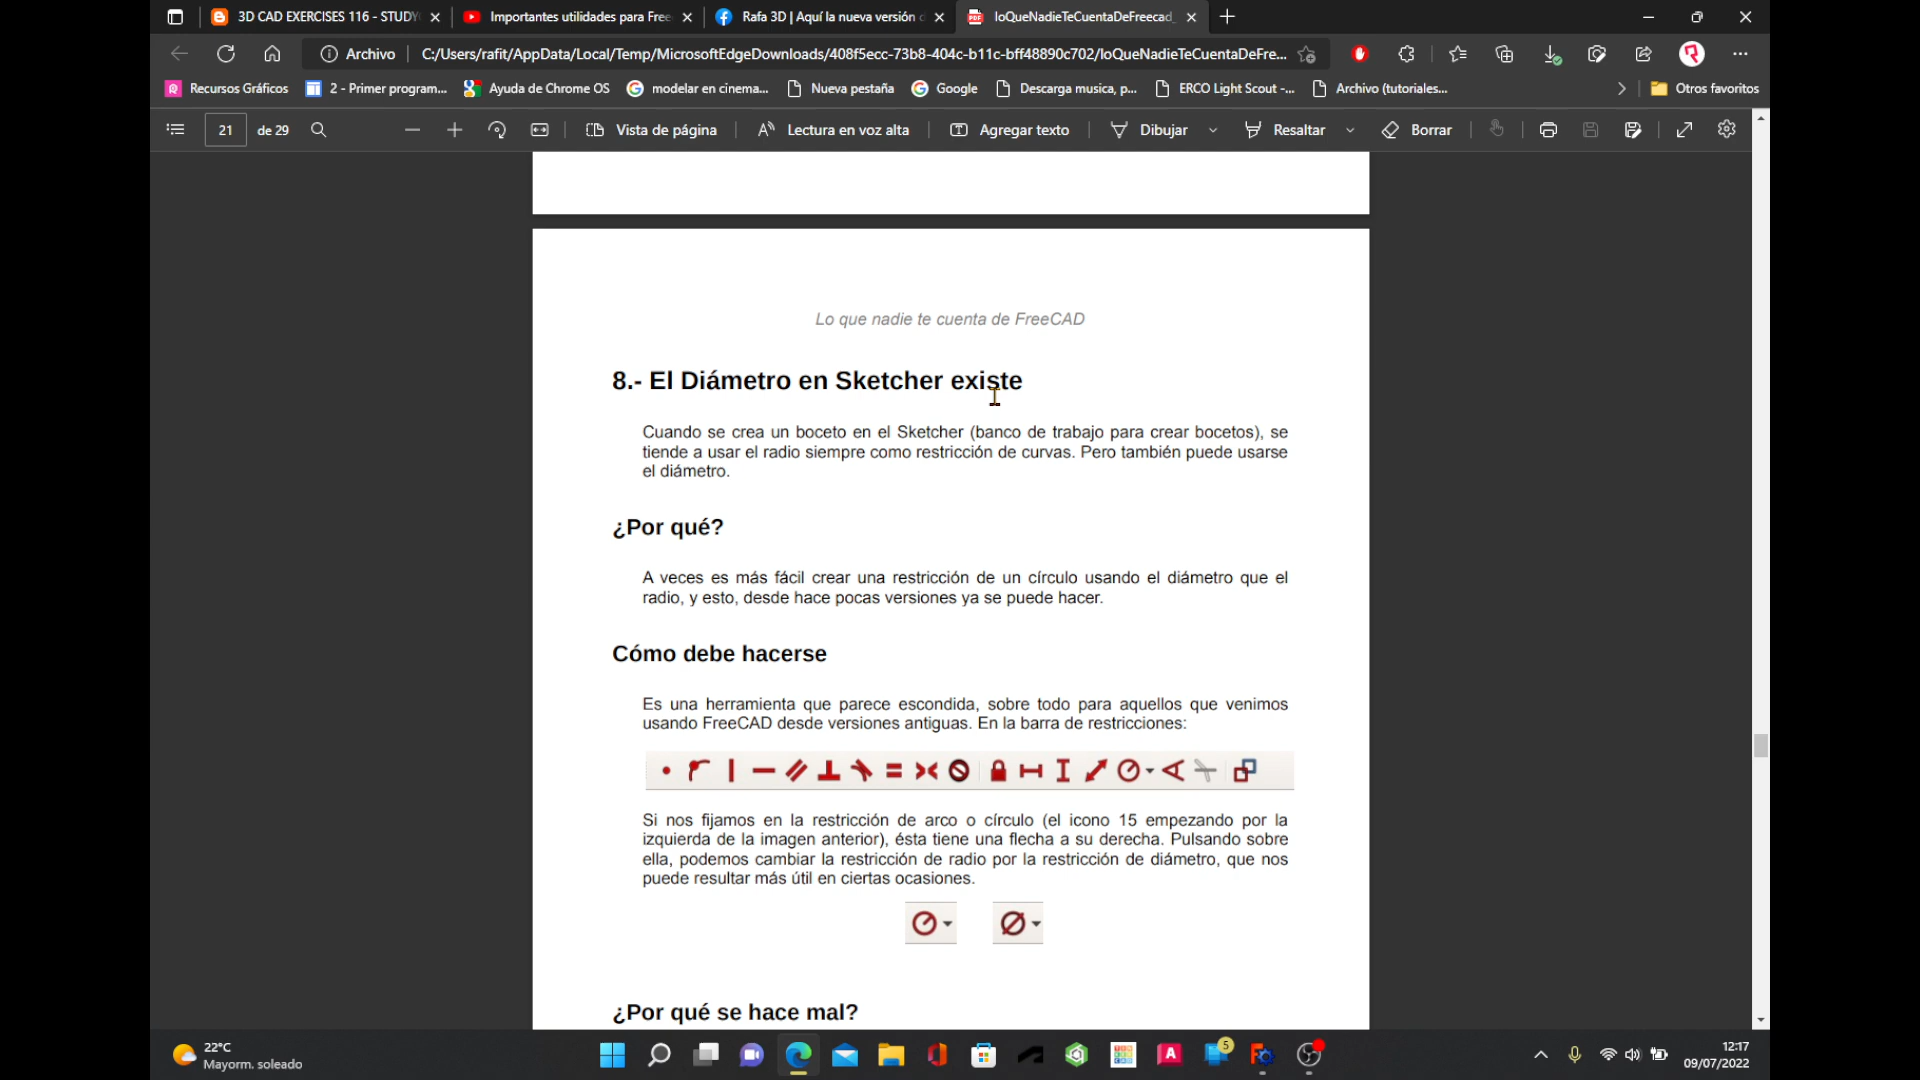 3D CAD EXERCISES 116 - STUDY
Importantes utilidades para Free
Rafa 3D | Aquí la nueva versión d
PDF
loQueNadieTeCuentaDeFreecad_
Archivo
C:/Users/rafit/AppData/Local/Temp/MicrosoftEdgeDownloads/408f5ecc-73b8-404c-b11c-bff48890c702/loQueNadieTeCuentaDeFre...
Recursos Gráficos
2 - Primer program...
Ayuda de Chrome OS
modelar en cinema...
Nueva pestaña
Google
Descarga musica, p...
ERCO Light Scout -...
Archivo (tutoriales...
Otros favoritos
21 de 29
Vista de página
Lectura en voz alta
Agregar texto
Dibujar
Resaltar
Borrar
Lo que nadie te cuenta de FreeCAD
8.- El Diámetro en Sketcher existe
Cuando se crea un boceto en el Sketcher (banco de trabajo para crear bocetos), se
tiende a usar el radio siempre como restricción de curvas. Pero también puede usarse
el diámetro.
¿Por qué?
A veces es más fácil crear una restricción de un círculo usando el diámetro que el
radio, y esto, desde hace pocas versiones ya se puede hacer.
Cómo debe hacerse
Es una herramienta que parece escondida, sobre todo para aquellos que venimos
usando FreeCAD desde versiones antiguas. En la barra de restricciones:
Si nos fijamos en la restricción de arco o círculo (el icono 15 empezando por la
izquierda de la imagen anterior), ésta tiene una flecha a su derecha. Pulsando sobre
ella, podemos cambiar la restricción de radio por la restricción de diámetro, que nos
puede resultar más útil en ciertas ocasiones.
¿Por qué se hace mal?
22°C
Mayorm. soleado
5
12:17
09/07/2022